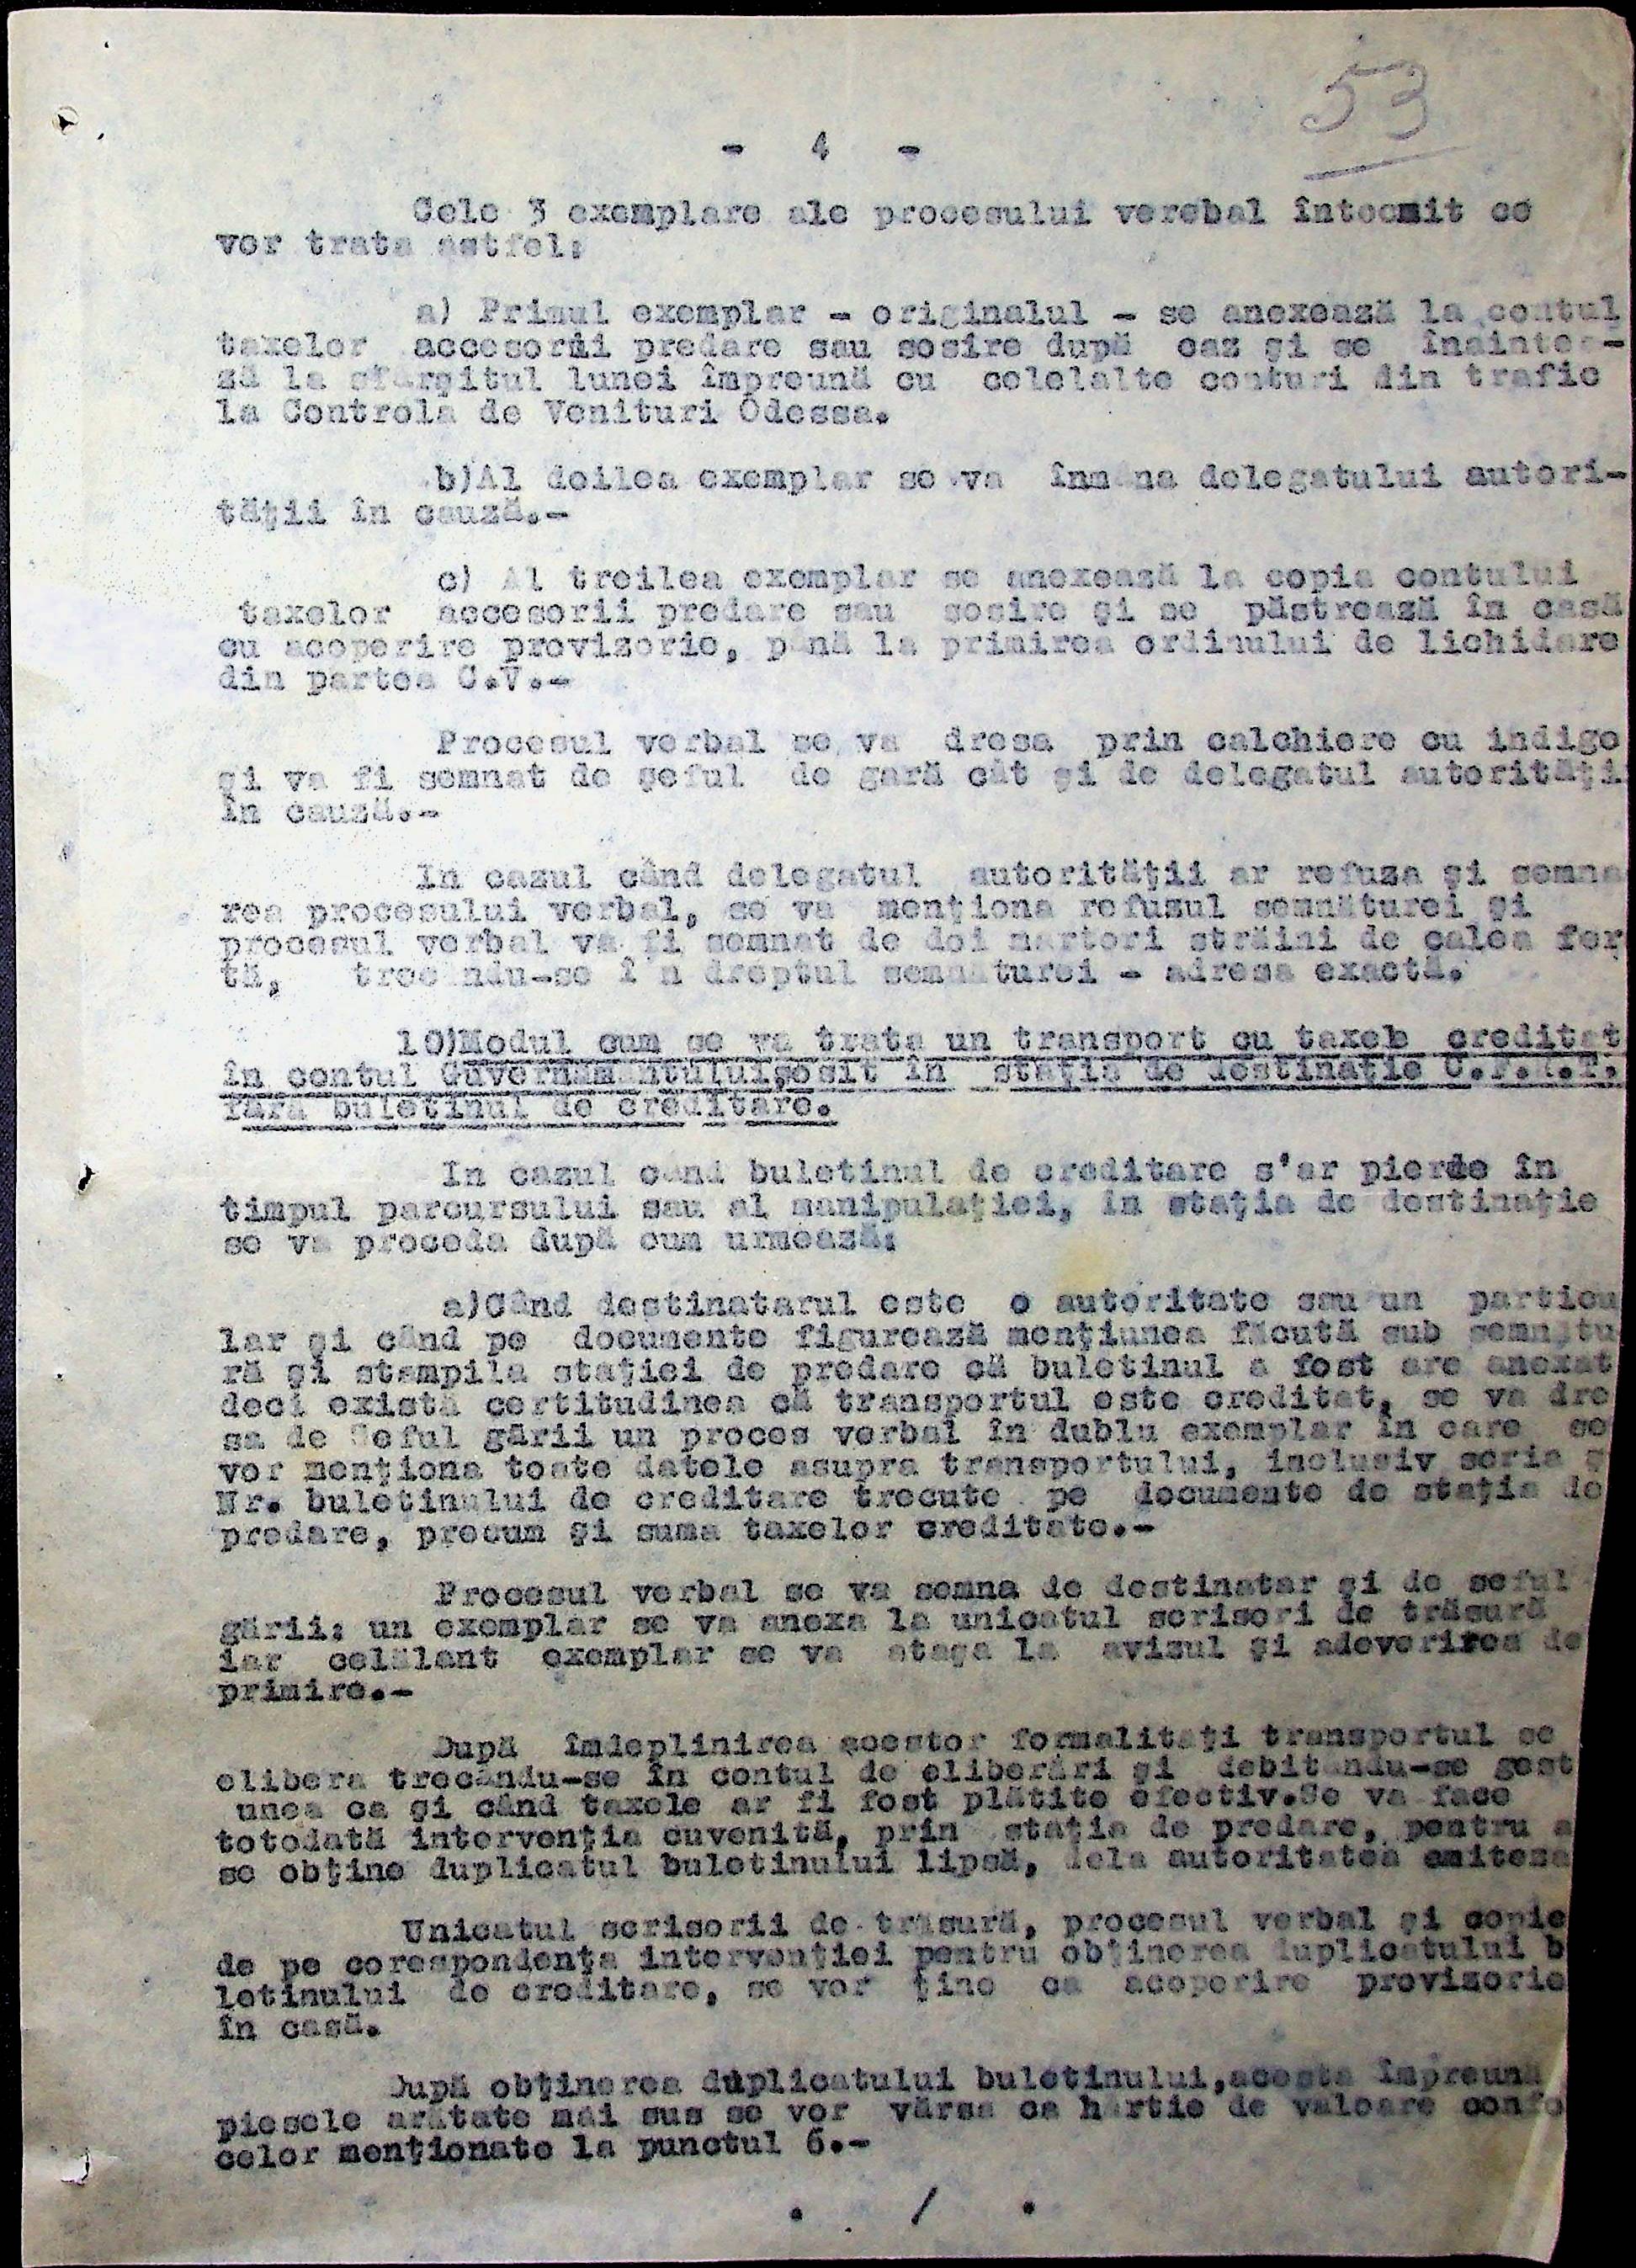 53
- 4 -
Cele 3 exemplare ale procesului verebal întocmit se
vor trata astfel:
a) Primul exemplar - originalul - se anexează la contul
taxelor accesorii predare sau sosire după caz şi se înaintea-
ză la sfârşitul lunei împreună cu celelalte conturi din trafic
la Controla de Venituri Odessa.
b)Al doilea exemplar se va înmâna delegatului autori-
tăţii în cauză.-
c) Al treilea exemplar se anexează la copia contului
taxelor accesorii predare sau sosire şi se păstrează în casă
cu acoperire provizorie, până la primirea ordinului de lichidare
din partea C.V.-
Procesul verbal se va dresa prin calchiere cu indigo
şi va fi semnat de şeful de gară cât şi de delegatul autorităţi
în cauză.-
In cazul când delegatul autorităţii ar refuza şi semna
rea procesului verbal, se va menţiona refuzul semnăturei şi
procesul verbal va fi semnat de doi martori străini de calea fer
tă, trecându-se în dreptul semnăturei - adresa exactă.
10)Modul cum se va trata un transport cu taxele creditat
în contul Guvernământului,sosit în staţia de destinaţie C.F.R.T.
fără buletinul de creditare.
In cazul când buletinul de creditare s'ar pierde în
timpul parcursului sau al manipulaţiei, în staţia de destinaţie
se va proceda după cum urmează:
a)Când destinatarul este o autoritate sau un particu
lar şi când pe documente figurează menţiunea făcută sub semnătu
ră şi stampila staţiei de predare că buletinul a fost are anexat
deci există certitudinea că transportul este creditat, se va dre
sa de Seful gării un proces verbal în dublu exemplar în care se
vor menţiona toate datele asupra transportului, inclusiv seria ş
Nr. buletinului de creditare trecute pe documente de staţia de
predare, precum şi suma taxelor creditate.-
Procesul verbal se va semna de destinatar şi de seful
gării: un exemplar se va anexa la unicatul scrisori de trăsură
iar celălant exemplar se va ataşa la avizul şi adeverirea de
primire.-
După îmdeplinirea acestor formalităţi transportul se
elibera trecându-se în contul de eliberări şi debitându-se gest
unea ca şi când taxele ar fi fost plătite efectiv.Se va face
totodată intervenţia cuvenită, prin staţia de predare, pentru a
se obţine duplicatul buletinului lipsă, dela autoritatea emitesa
Unicatul scrisorii de trăsură, procesul verbal şi copie
de pe corespondenţa intervenţiei pentru obţinerea duplicatului b
letinului de creditare, se vor ţine ca acoperire provizorie
în casă.
După obţinerea duplicatului buletinului,acesta împreună
piesele arătate mai sus se vor vărsa ca hârtie de valoare confo
celor menţionate la punctul 6.-
. / .